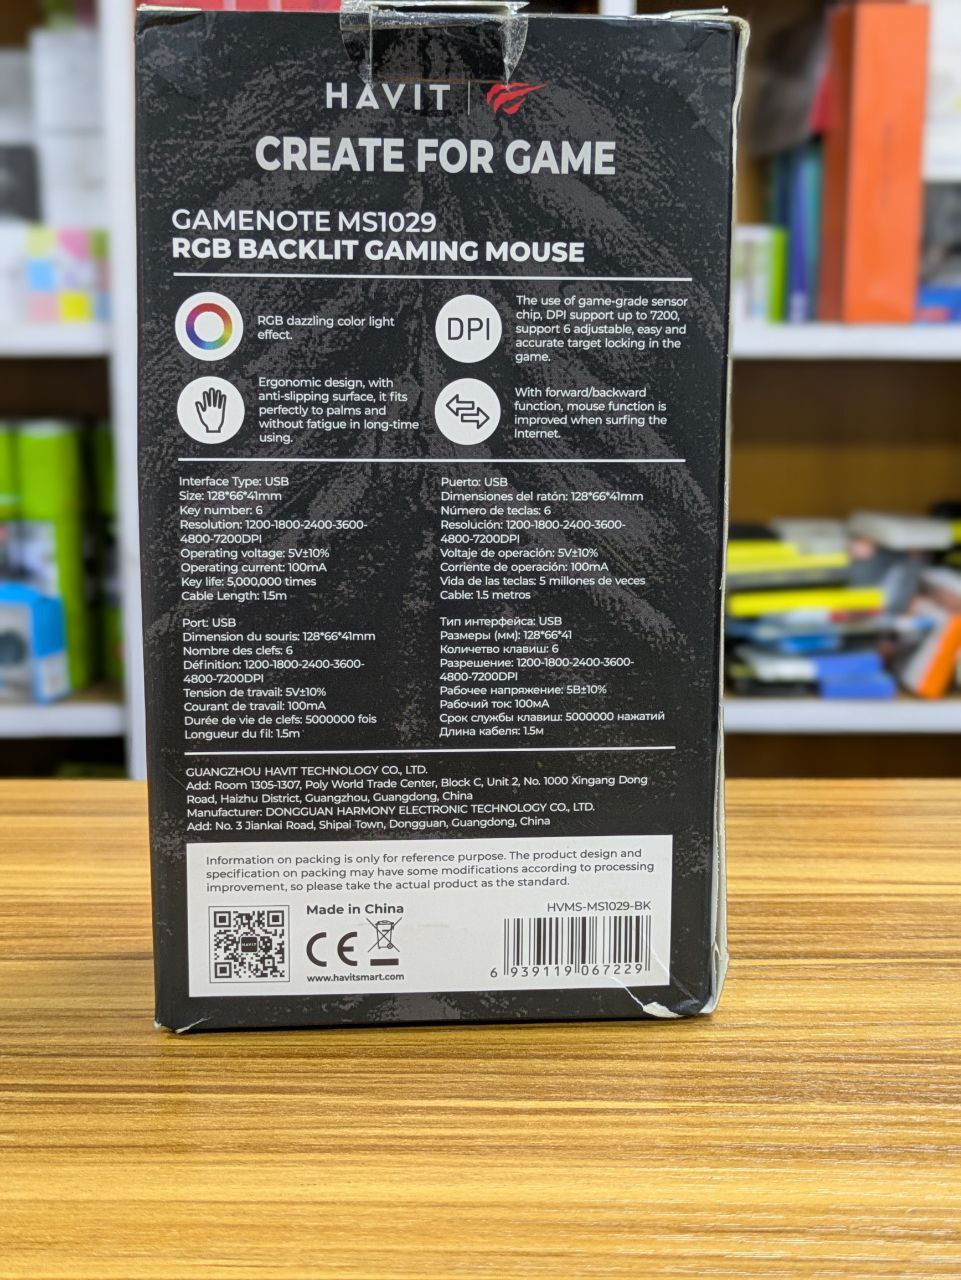 HAVIT
CREATE FOR GAME
GAMENOTE MS1029
RGB BACKLIT GAMING MOUSE
RGB dazzling color light
effect.
DPI
The use of game-grade sensor
chip, DPI support up to 7200,
support 6 adjustable, easy and
accurate target locking in the
game.
Ergonomic design, with
anti-slipping surface, it fits
perfectly to palms and
without fatigue in long-time
using.
With forward/backward
function, mouse function is
improved when surfing the
Internet.
Interface Type: USB
Size: 128*66*41mm
Key number: 6
Resolution: 1200-1800-2400-3600-
4800-7200DPI
Operating voltage: 5V±10%
Operating current: 100mA
Key life: 5,000,000 times
Cable Length: 1.5m
Puerto: USB
Dimensiones del ratón: 128*66*41mm
Número de teclas: 6
Resolución: 1200-1800-2400-3600-
4800-7200DPI
Voltaje de operación: 5V±10%
Corriente de operación: 100mA
Vida de las teclas: 5 millones de veces
Cable: 1.5 metros
Port: USB
Dimension du souris: 128*66*41mm
Nombre des clefs: 6
Définition: 1200-1800-2400-3600-
4800-7200DPI
Tension de travail: 5V±10%
Courant de travail: 100mA
Durée de vie de clefs: 5000000 fois
Longueur du fil: 1.5m
Тип интерфейса: USB
Размеры (мм): 128*66*41
Количетво клавиш: 6
Разрешение: 1200-1800-2400-3600-
4800-7200DPI
Рабочее напряжение: 5В±10%
Рабочий ток: 100мА
Срок службы клавиш: 5000000 нажатий
Длина кабеля: 1.5м
GUANGZHOU HAVIT TECHNOLOGY CO., LTD.
Add: Room 1305-1307, Poly World Trade Center, Block C, Unit 2, No. 1000 Xingang Dong
Road, Haizhu District, Guangzhou, Guangdong, China
Manufacturer: DONGGUAN HARMONY ELECTRONIC TECHNOLOGY CO., LTD.
Add: No. 3 Jiankai Road, Shipai Town, Dongguan, Guangdong, China
Information on packing is only for reference purpose. The product design and
specification on packing may have some modifications according to processing
improvement, so please take the actual product as the standard.
HAVIT
Made in China
CE
www.havitsmart.com
HVMS-MS1029-BK
6 939119 067229